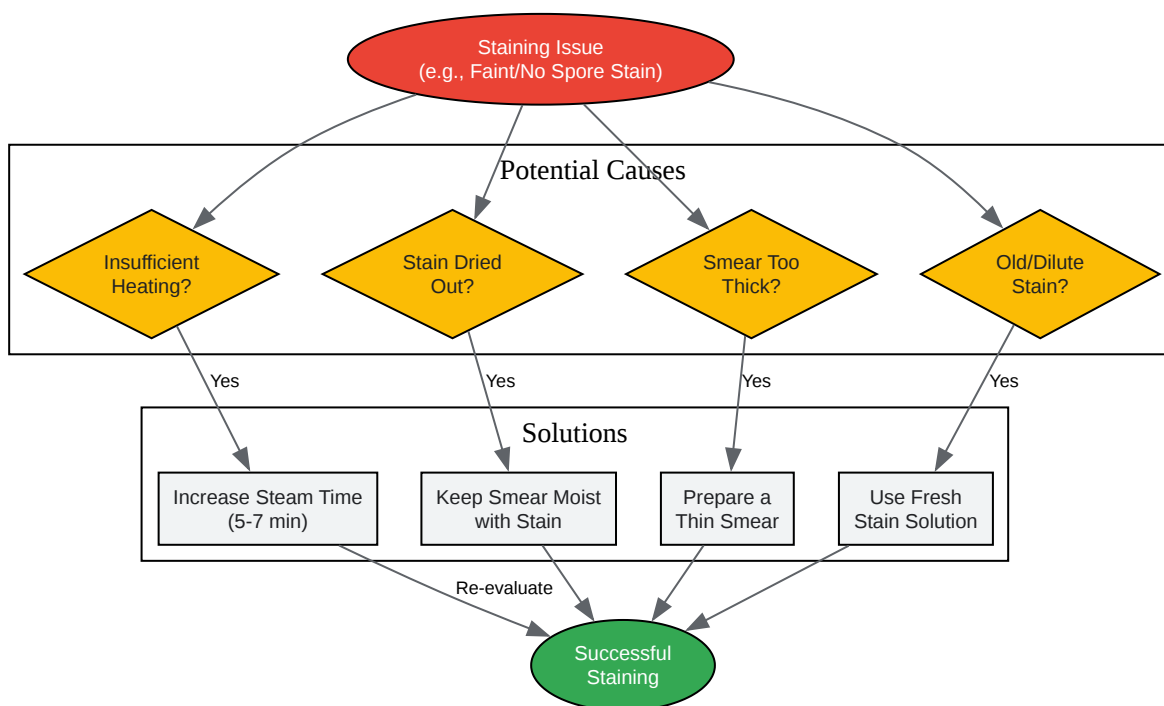 Staining Issue
(e.g., Faint/No Spore Stain)
Potential Causes
Insufficient
Heating?
Stain Dried
Out?
Smear Too
Thick?
Old/Dilute
Stain?
Yes
Yes
Yes
Yes
Solutions
Increase Steam Time
(5-7 min)
Keep Smear Moist
with Stain
Prepare a
Thin Smear
Use Fresh
Stain Solution
Re-evaluate
Successful
Staining